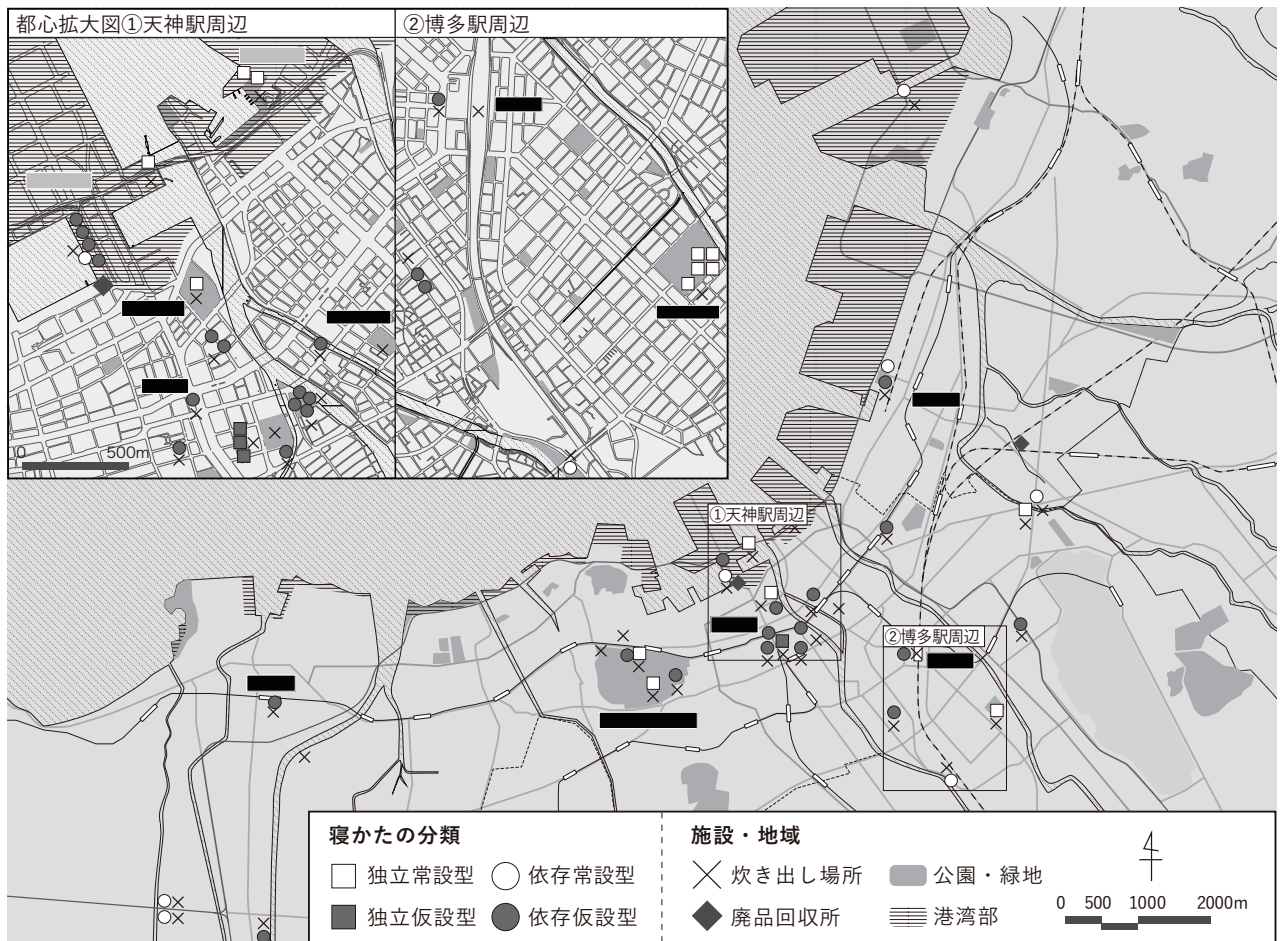 都心拡大図①天神駅周辺
②博多駅周辺
0 500m
①天神駅周辺
②博多駅周辺
寝かたの分類
独立常設型
依存常設型
独立仮設型
依存仮設型
施設・地域
炊き出し場所
公園・緑地
廃品回収所
港湾部
0 500 1000 2000m